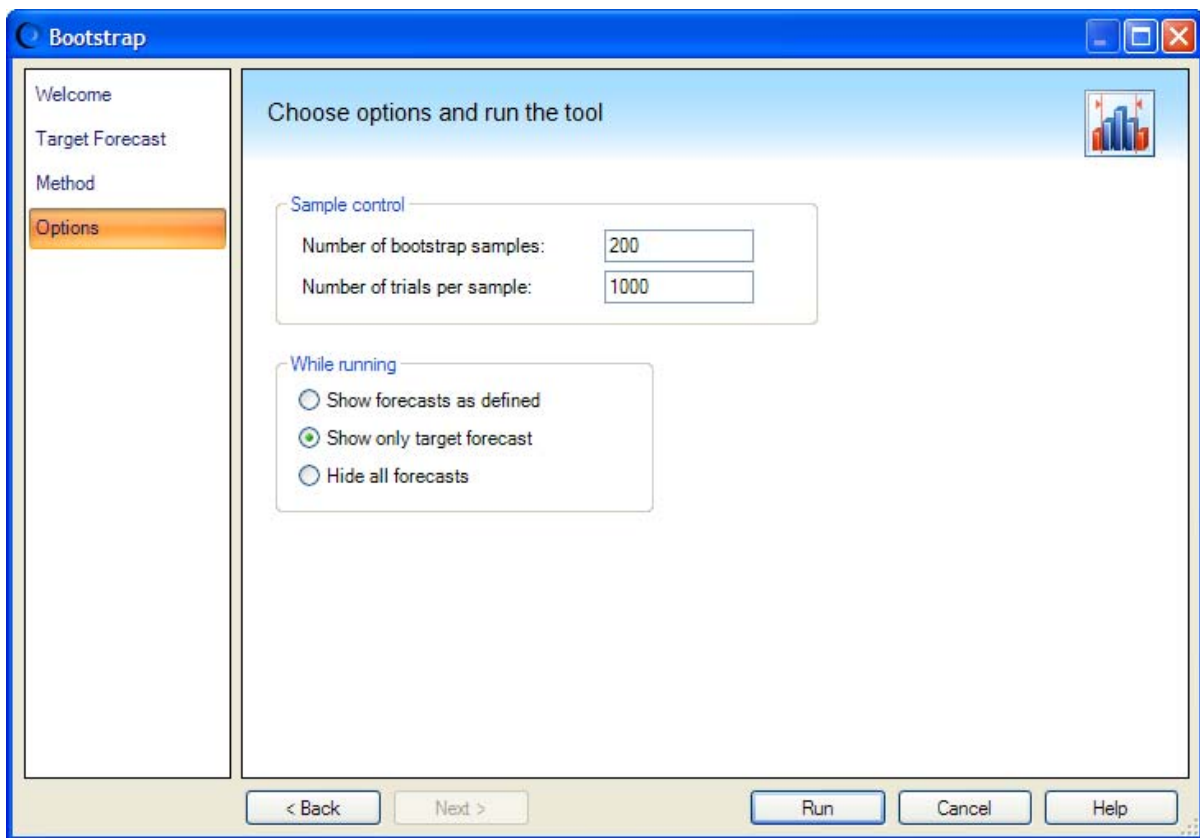 Bootstrap
Welcome
Target Forecast
Method
Options
Choose options and run the tool
Sample control
Number of bootstrap samples: 200
Number of trials per sample: 1000
While running
Show forecasts as defined
Show only target forecast
Hide all forecasts
< Back Next > Run Cancel Help